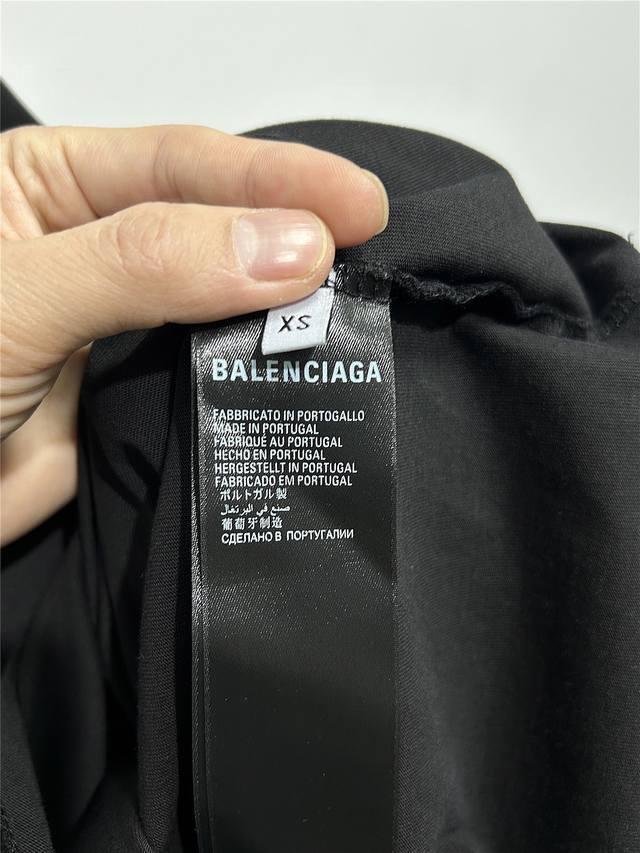 XS
BALENCIAGA
FABBRICATO IN PORTOGALLO
MADE IN PORTUGAL
FABRIQUÉ AU PORTUGAL
HECHO EN PORTUGAL
HERGESTELLT IN PORTUGAL
FABRICADO EM PORTUGAL
ポルトガル製
صنع في البرتغال
葡萄牙制造
СДЕЛАНО В ПОРТУГАЛИИ